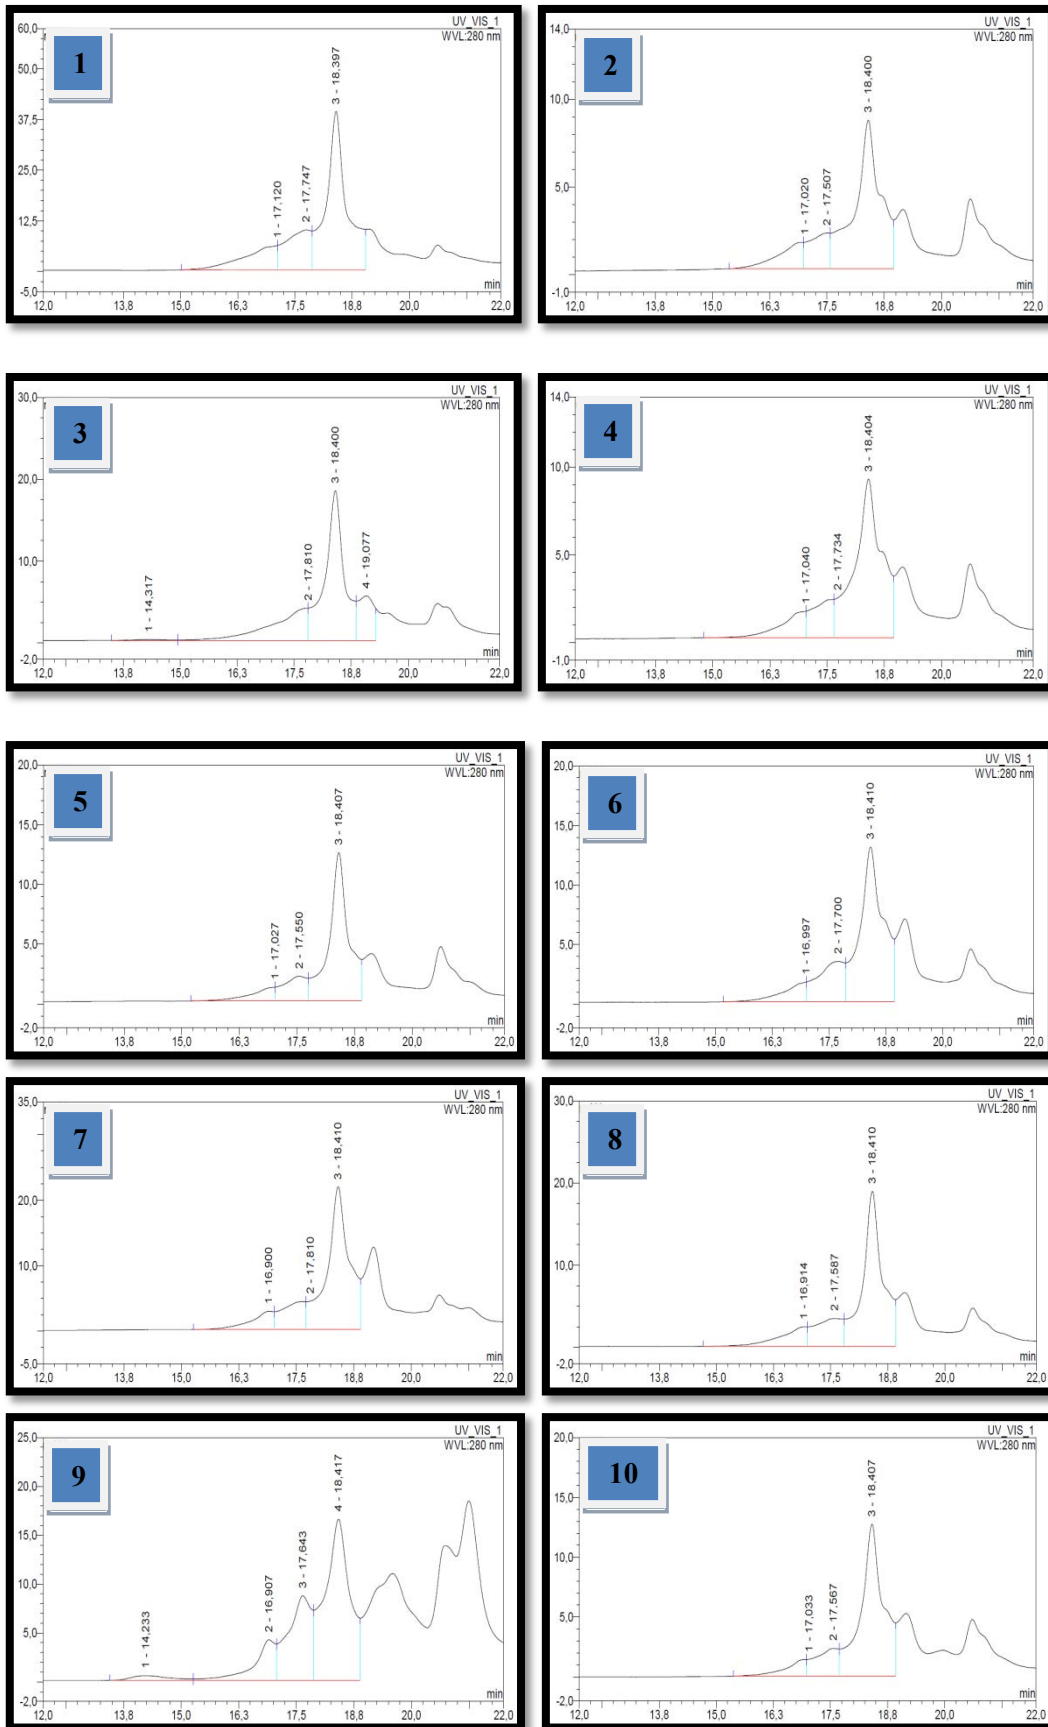 UV_VIS_1
WVL:280 nm
60,0
50,0
37,5
25,0
12,5
-5,0
1
1 - 17,120
2 - 17,747
3 - 18,397
min
12,0 13,8 15,0 16,3 17,5 18,8 20,0 22,0
UV_VIS_1
WVL:280 nm
14,0
10,0
5,0
-1,0
2
1 - 17,020
2 - 17,507
3 - 18,400
min
12,0 13,8 15,0 16,3 17,5 18,8 20,0 22,0
UV_VIS_1
WVL:280 nm
30,0
20,0
10,0
-2,0
3
1 - 14,317
2 - 17,810
3 - 18,400
4 - 19,077
min
12,0 13,8 15,0 16,3 17,5 18,8 20,0 22,0
UV_VIS_1
WVL:280 nm
14,0
10,0
5,0
-1,0
4
1 - 17,040
2 - 17,734
3 - 18,404
min
12,0 13,8 15,0 16,3 17,5 18,8 20,0 22,0
UV_VIS_1
WVL:280 nm
20,0
15,0
10,0
5,0
-2,0
5
1 - 17,027
2 - 17,550
3 - 18,407
min
12,0 13,8 15,0 16,3 17,5 18,8 20,0 22,0
UV_VIS_1
WVL:280 nm
20,0
15,0
10,0
5,0
-2,0
6
1 - 16,997
2 - 17,700
3 - 18,410
min
12,0 13,8 15,0 16,3 17,5 18,8 20,0 22,0
UV_VIS_1
WVL:280 nm
35,0
20,0
10,0
-5,0
7
1 - 16,900
2 - 17,810
3 - 18,410
min
12,0 13,8 15,0 16,3 17,5 18,8 20,0 22,0
UV_VIS_1
WVL:280 nm
30,0
20,0
10,0
-2,0
8
1 - 16,914
2 - 17,587
3 - 18,410
min
12,0 13,8 15,0 16,3 17,5 18,8 20,0 22,0
UV_VIS_1
WVL:280 nm
25,0
20,0
15,0
10,0
5,0
-2,0
9
1 - 14,233
2 - 16,907
3 - 17,643
4 - 18,417
min
12,0 13,8 15,0 16,3 17,5 18,8 20,0 22,0
UV_VIS_1
WVL:280 nm
20,0
15,0
10,0
5,0
-2,0
10
1 - 17,033
2 - 17,567
3 - 18,407
min
12,0 13,8 15,0 16,3 17,5 18,8 20,0 22,0